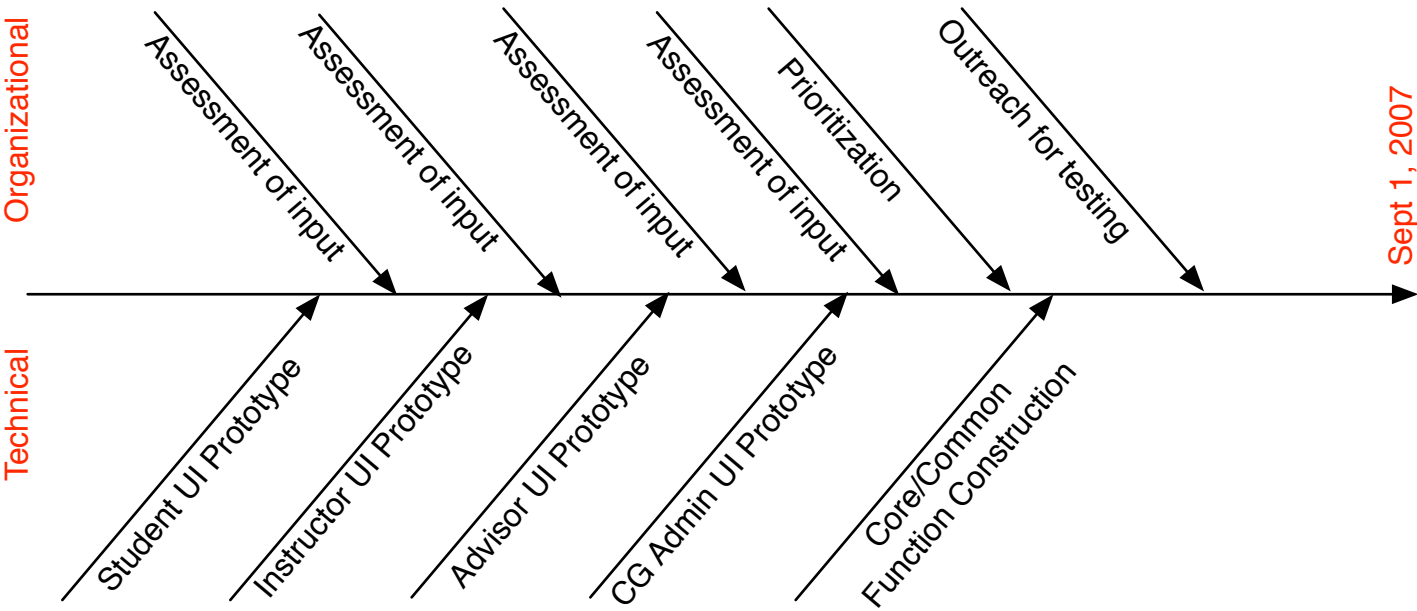 Organizational
Assessment of input
Assessment of input
Assessment of input
Assessment of input
Prioritization
Outreach for testing
Sept 1, 2007
Technical
Student UI Prototype
Instructor UI Prototype
Advisor UI Prototype
CG Admin UI Prototype
Core/Common
Function Construction